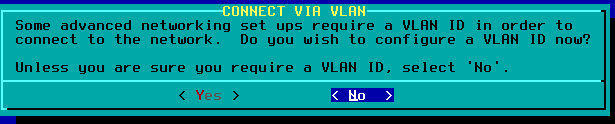 CONNECT VIA VLAN
Some advanced networking set ups require a VLAN ID in order to
connect to the network.  Do you wish to configure a VLAN ID now?
Unless you are sure you require a VLAN ID, select 'No'.
< Yes >   < No >